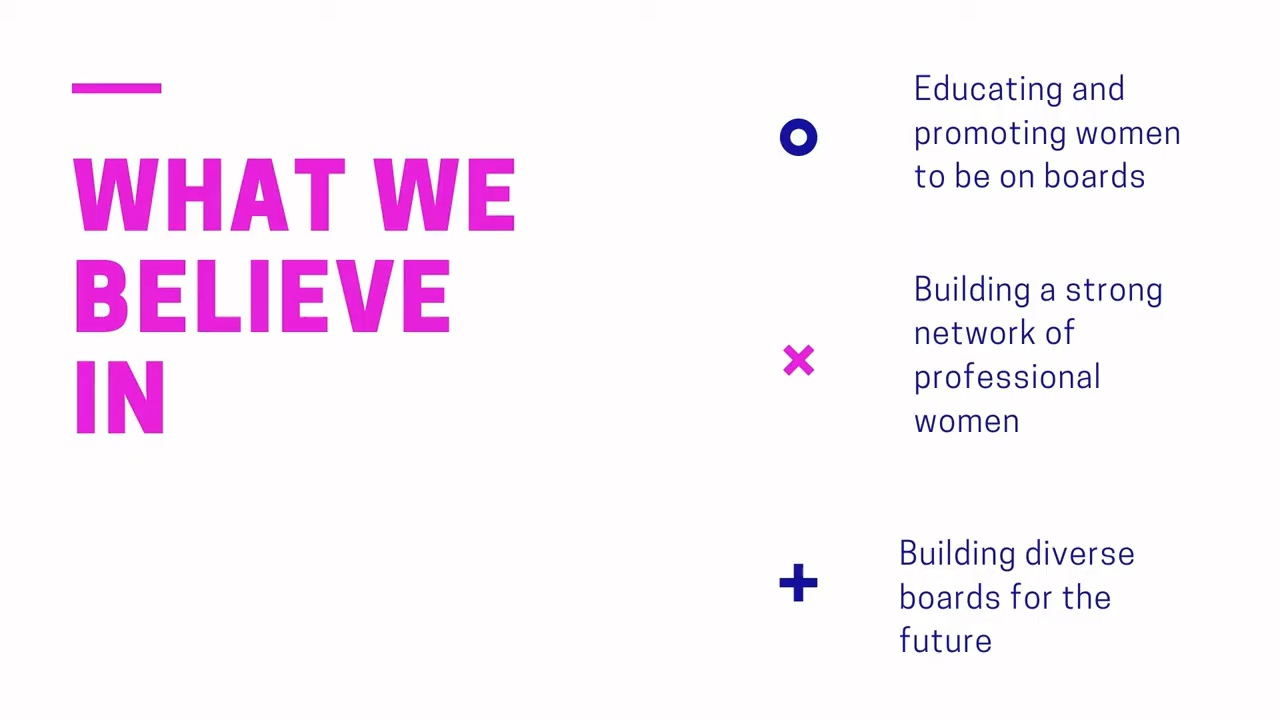 WHAT WE
BELIEVE
IN
Educating and
promoting women
to be on boards
Building a strong
network of
professional
women
Building diverse
boards for the
future